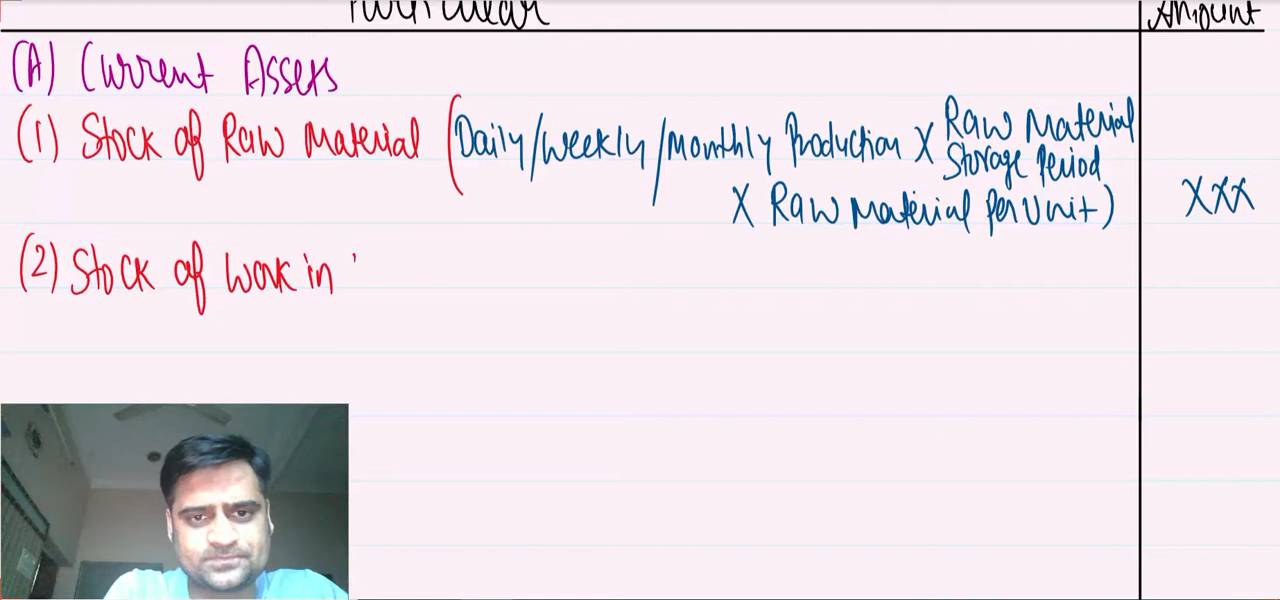 Particular Amount
(A) Current Assets
(1) Stock of Raw Material (Daily/weekly/Monthly Production X Raw Material Storage Period
X Raw Material Per Unit) XXX
(2) Stock of Work in